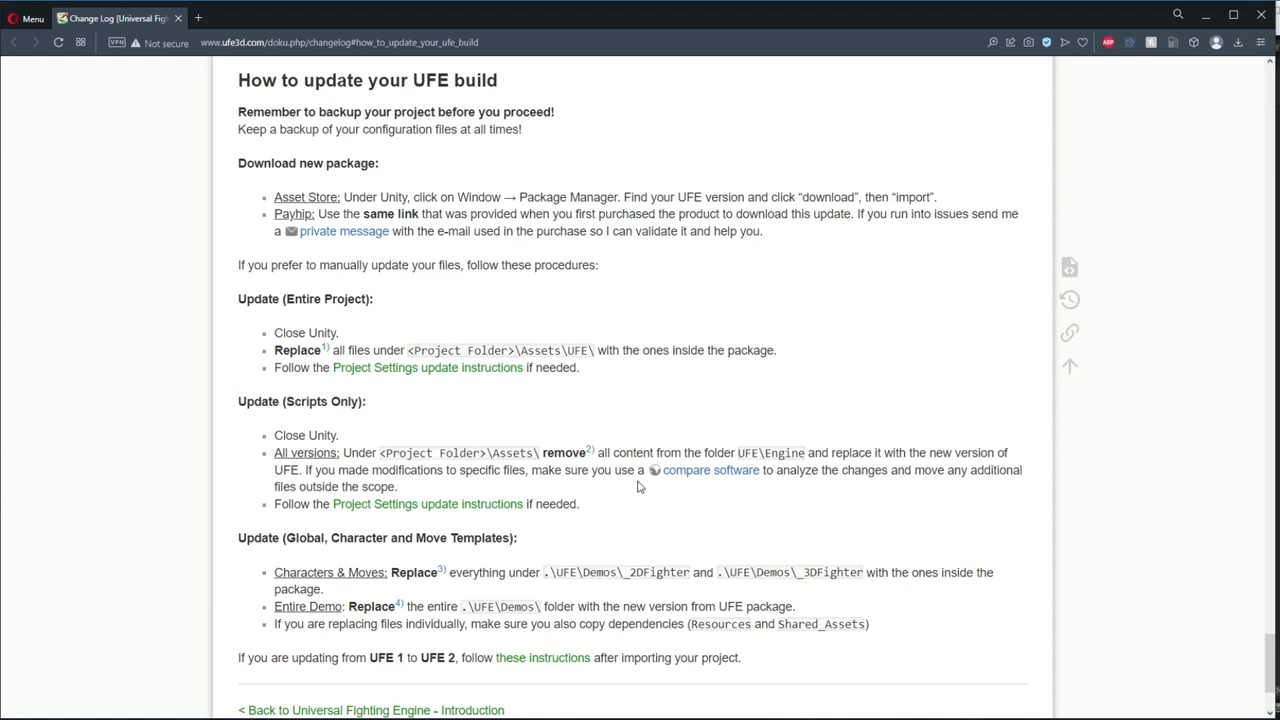 Menu
Change Log [Universal Figh
Not secure
www.ufe3d.com/doku.php/changelog#how_to_update_your_ufe_build
VPN
ABP
How to update your UFE build
Remember to backup your project before you proceed!
Keep a backup of your configuration files at all times!
Download new package:
Asset Store: Under Unity, click on Window → Package Manager. Find your UFE version and click “download”, then “import”.
Payhip: Use the same link that was provided when you first purchased the product to download this update. If you run into issues send me
a private message with the e-mail used in the purchase so I can validate it and help you.
If you prefer to manually update your files, follow these procedures:
Update (Entire Project):
Close Unity.
Replace1) all files under <Project Folder>\Assets\UFE\ with the ones inside the package.
Follow the Project Settings update instructions if needed.
Update (Scripts Only):
Close Unity.
All versions: Under <Project Folder>\Assets\ remove2) all content from the folder UFE\Engine and replace it with the new version of
UFE. If you made modifications to specific files, make sure you use a compare software to analyze the changes and move any additional
files outside the scope.
Follow the Project Settings update instructions if needed.
Update (Global, Character and Move Templates):
Characters & Moves: Replace3) everything under .\UFE\Demos\_2DFighter and .\UFE\Demos\_3DFighter with the ones inside the
package.
Entire Demo: Replace4) the entire .\UFE\Demos\ folder with the new version from UFE package.
If you are replacing files individually, make sure you also copy dependencies (Resources and Shared_Assets)
If you are updating from UFE 1 to UFE 2, follow these instructions after importing your project.
< Back to Universal Fighting Engine - Introduction